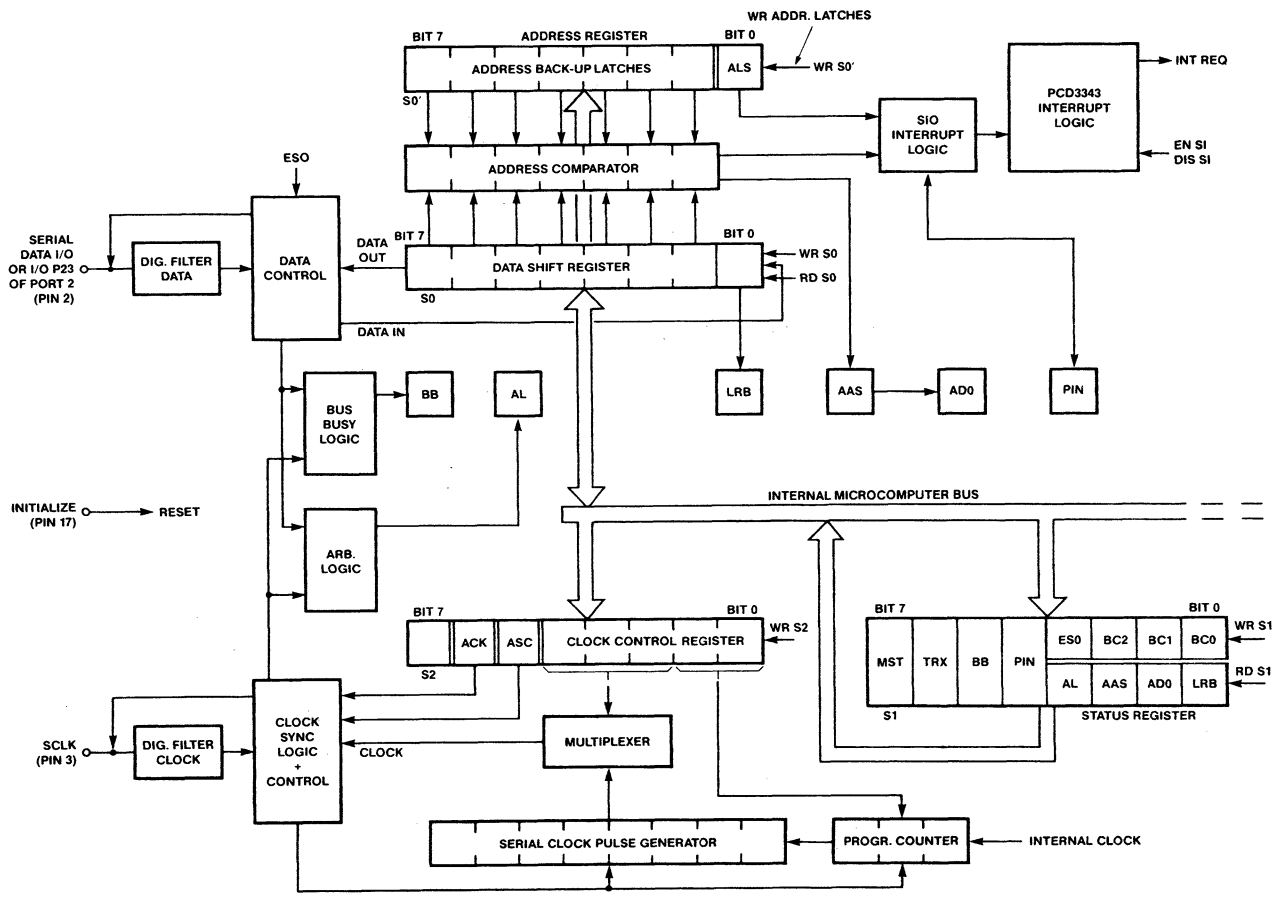 WR ADDR. LATCHES
BIT 7
ADDRESS REGISTER
BIT 0
ADDRESS BACK-UP LATCHES
ALS
WR S0'
S0'
INT REQ
PCD3343
INTERRUPT
LOGIC
SIO
INTERRUPT
LOGIC
EN SI
DIS SI
ADDRESS COMPARATOR
ESO
SERIAL
DATA I/O
OR I/O P23
OF PORT 2
(PIN 2)
DIG. FILTER
DATA
DATA
CONTROL
DATA
OUT
BIT 7
BIT 0
DATA SHIFT REGISTER
WR S0
RD S0
S0
DATA IN
BUS
BUSY
LOGIC
BB
AL
LRB
AAS
AD0
PIN
INITIALIZE
(PIN 17)
RESET
ARB.
LOGIC
INTERNAL MICROCOMPUTER BUS
BIT 7
BIT 0
ACK
ASC
CLOCK CONTROL REGISTER
WR S2
S2
BIT 7
BIT 0
MST
TRX
BB
PIN
ES0
BC2
BC1
BC0
WR S1
AL
AAS
AD0
LRB
RD S1
S1
STATUS REGISTER
SCLK
(PIN 3)
DIG. FILTER
CLOCK
CLOCK
SYNC
LOGIC
+
CONTROL
CLOCK
MULTIPLEXER
SERIAL CLOCK PULSE GENERATOR
PROGR. COUNTER
INTERNAL CLOCK